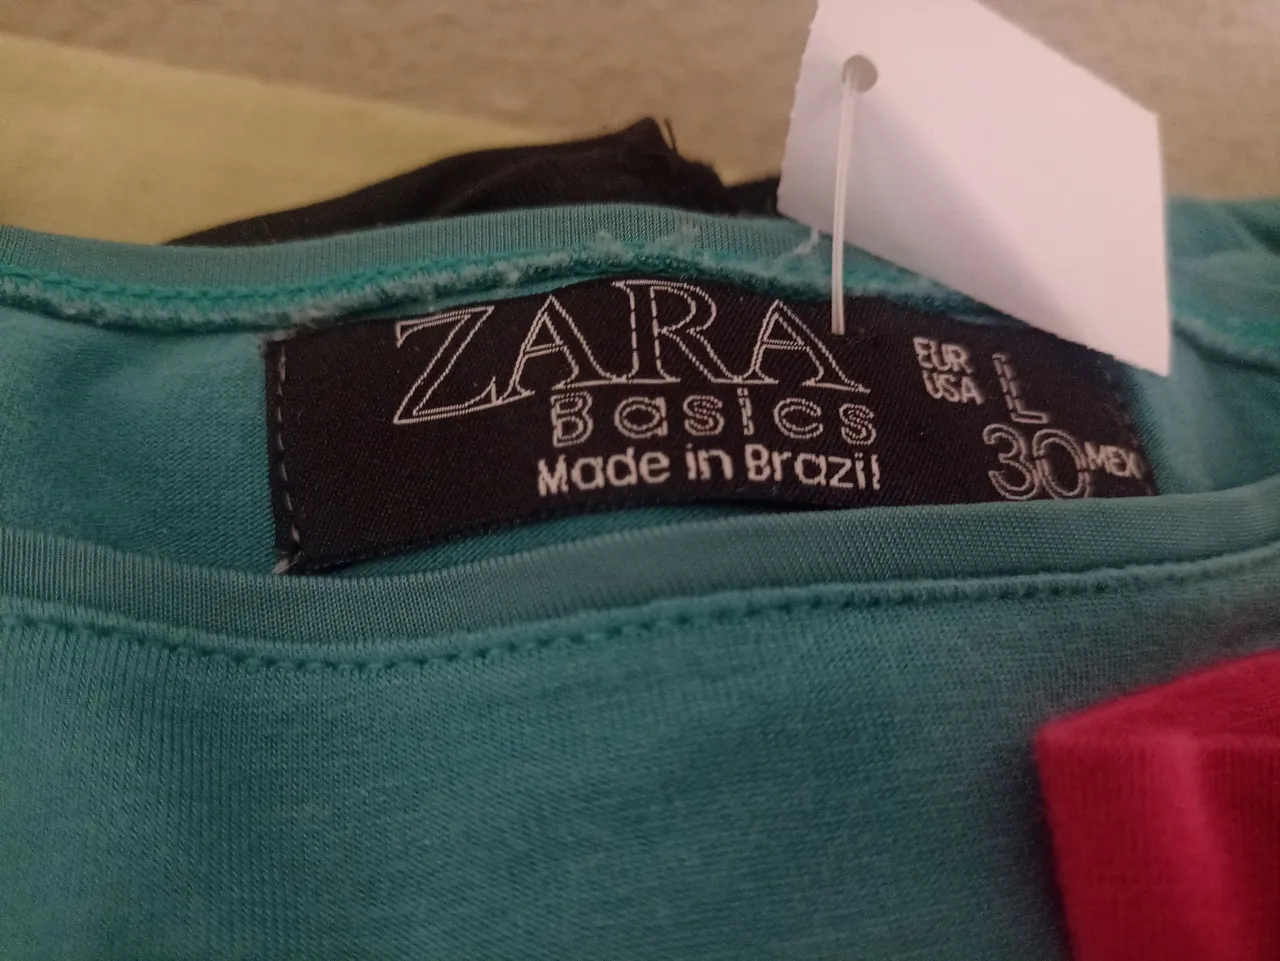 ZARA
Basics
Made in Brazil
EUR
USA
L
30 MEX